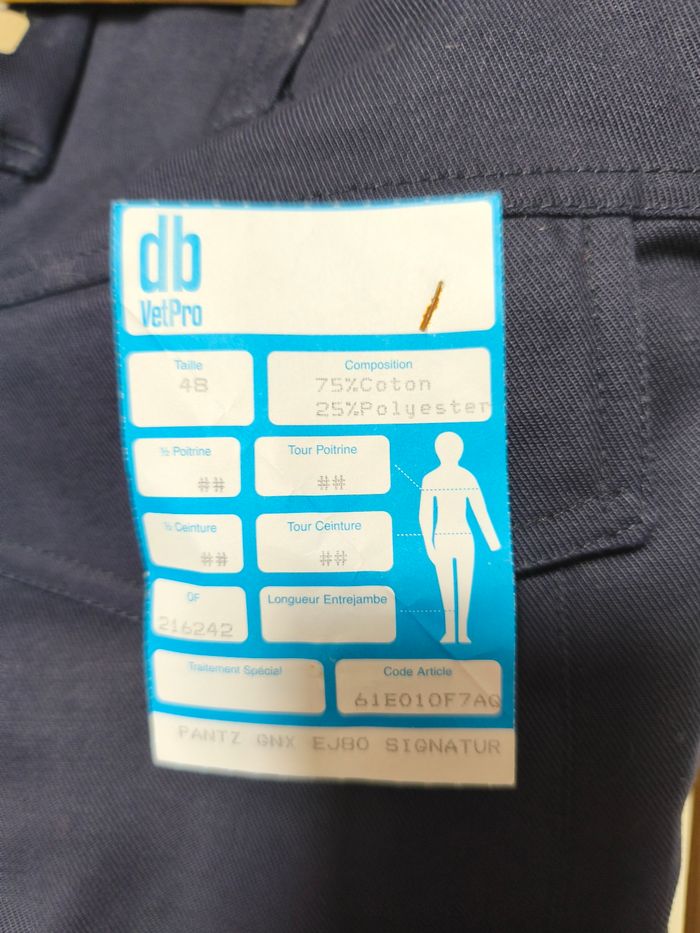 db
VetPro
Taille
48
Composition
75%Coton
25%Polyester
½ Poitrine
##
Tour Poitrine
##
½ Ceinture
##
Tour Ceinture
##
OF
216242
Longueur Entrejambe
Traitement Spécial
Code Article
61E010F7AQ
PANTZ GNX EJ80 SIGNATUR